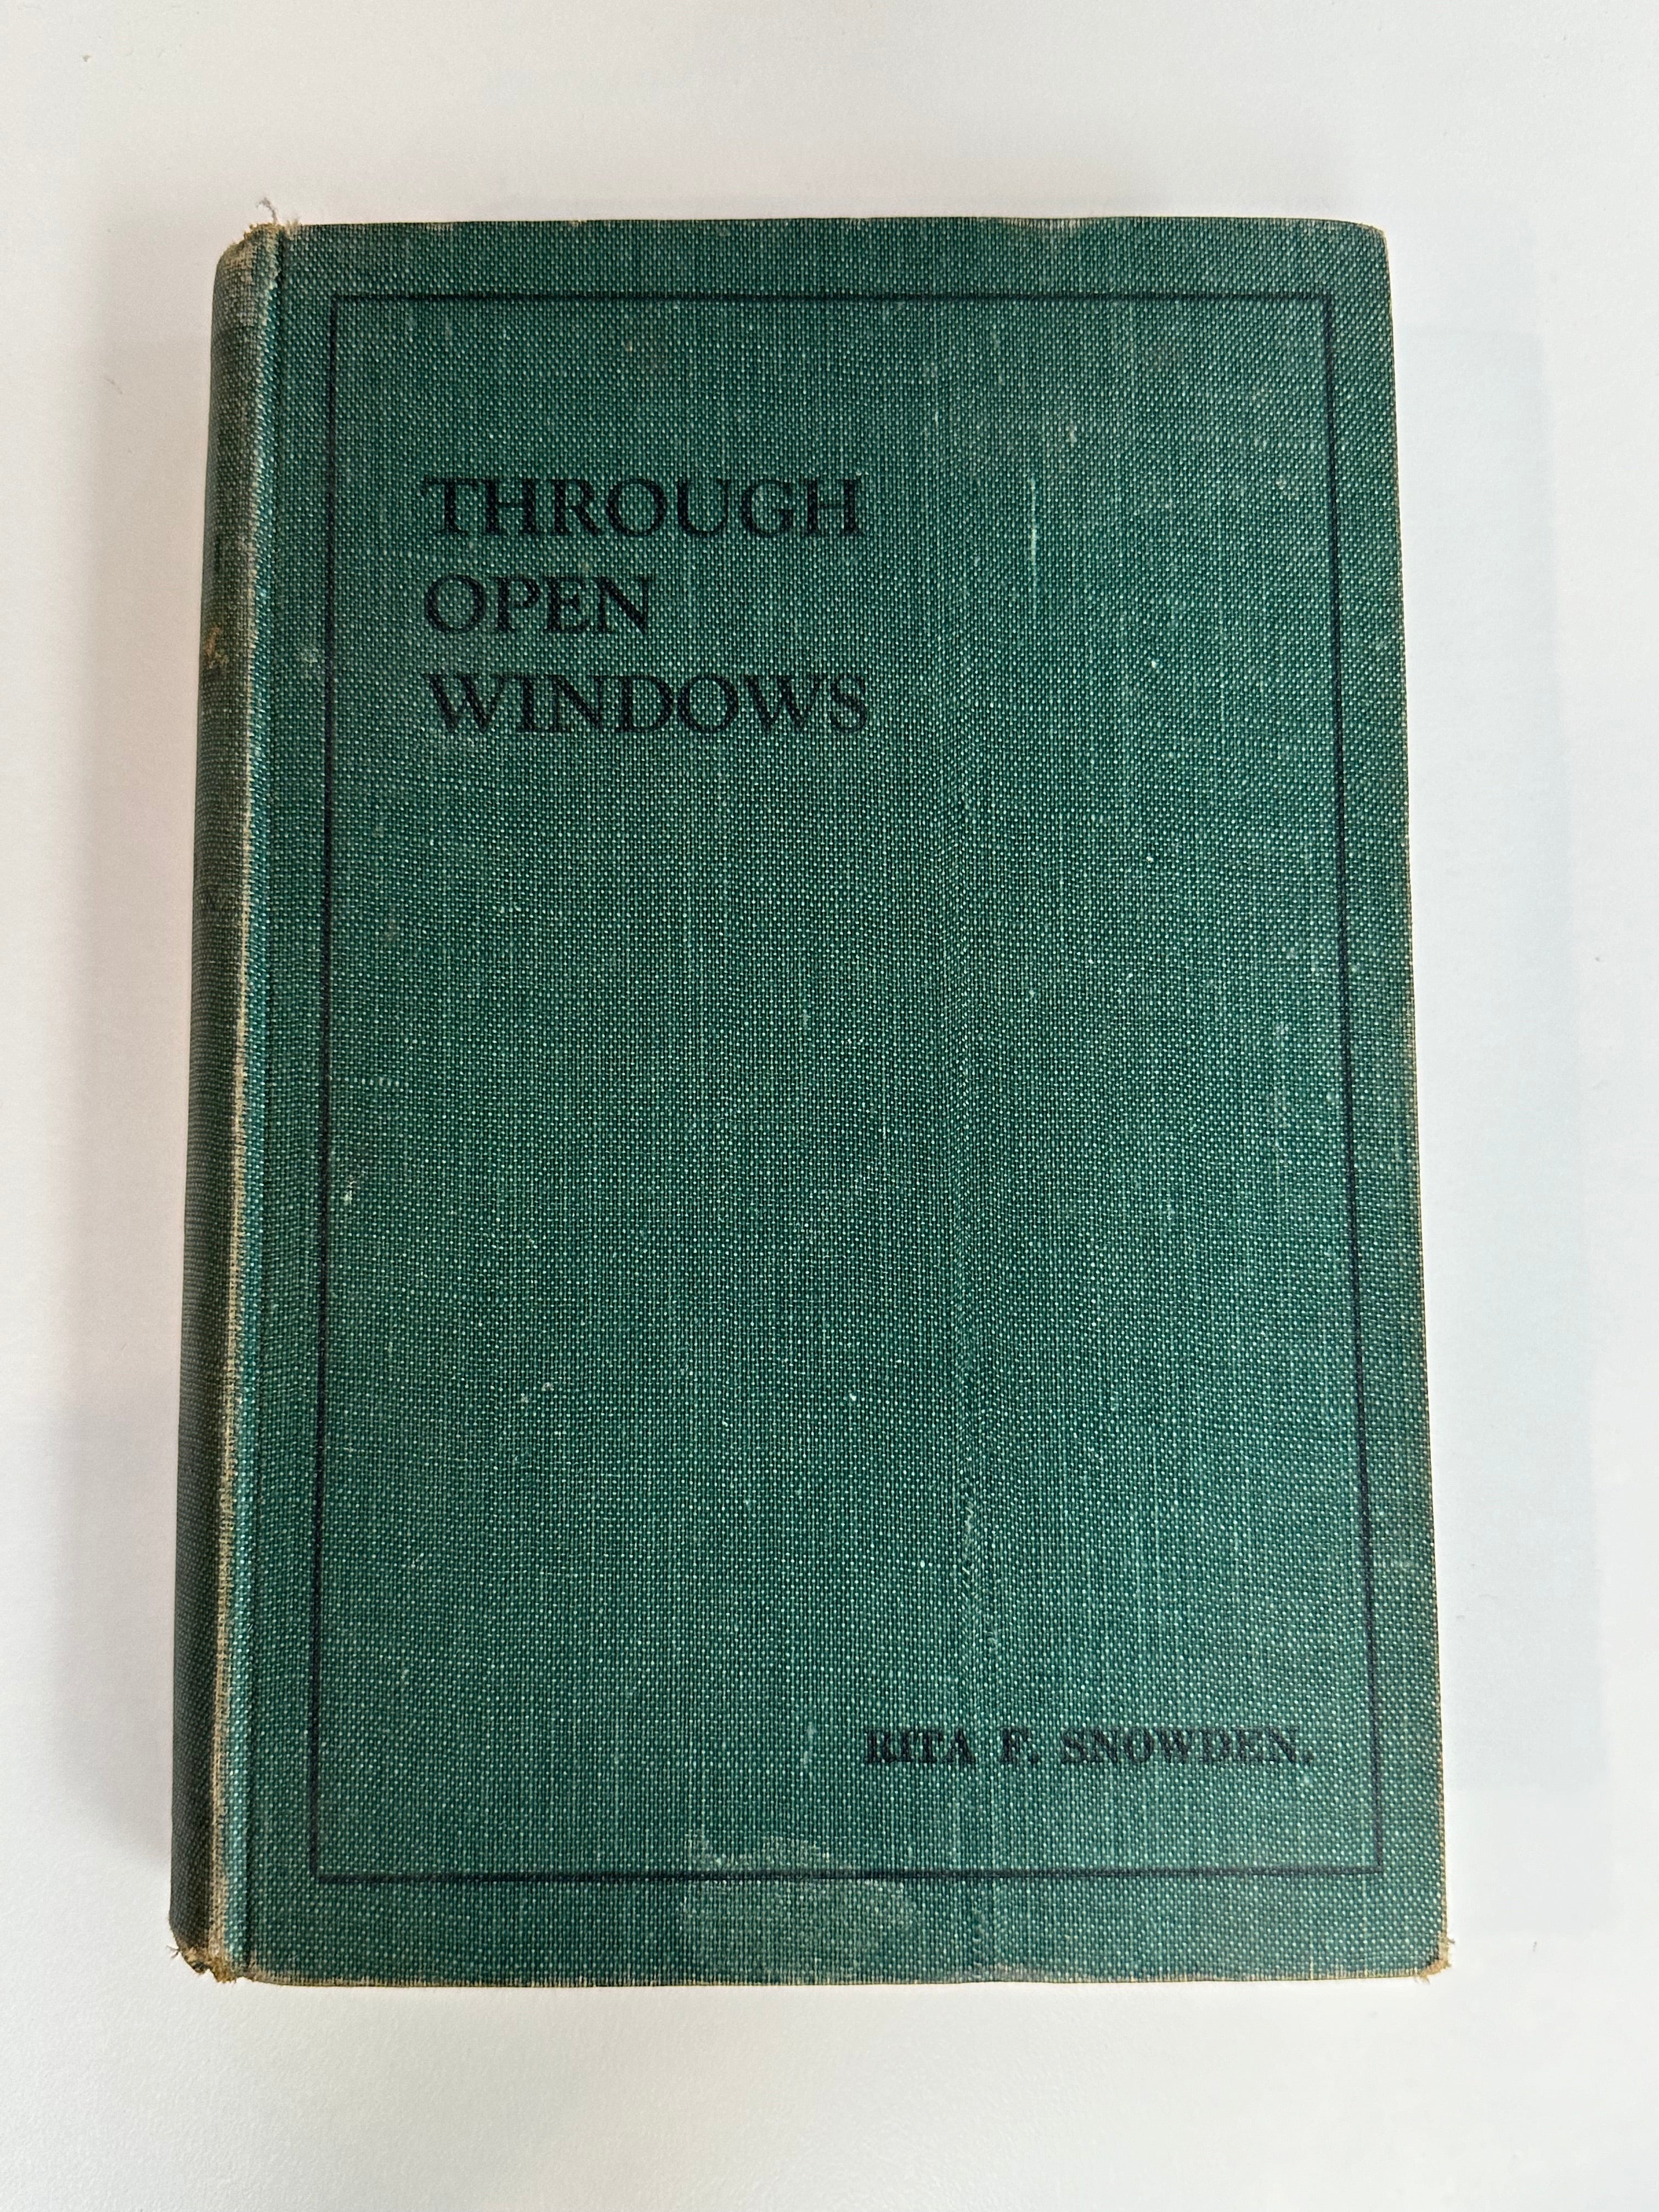 THROUGH
OPEN
WINDOWS
RITA F. SNOWDEN.